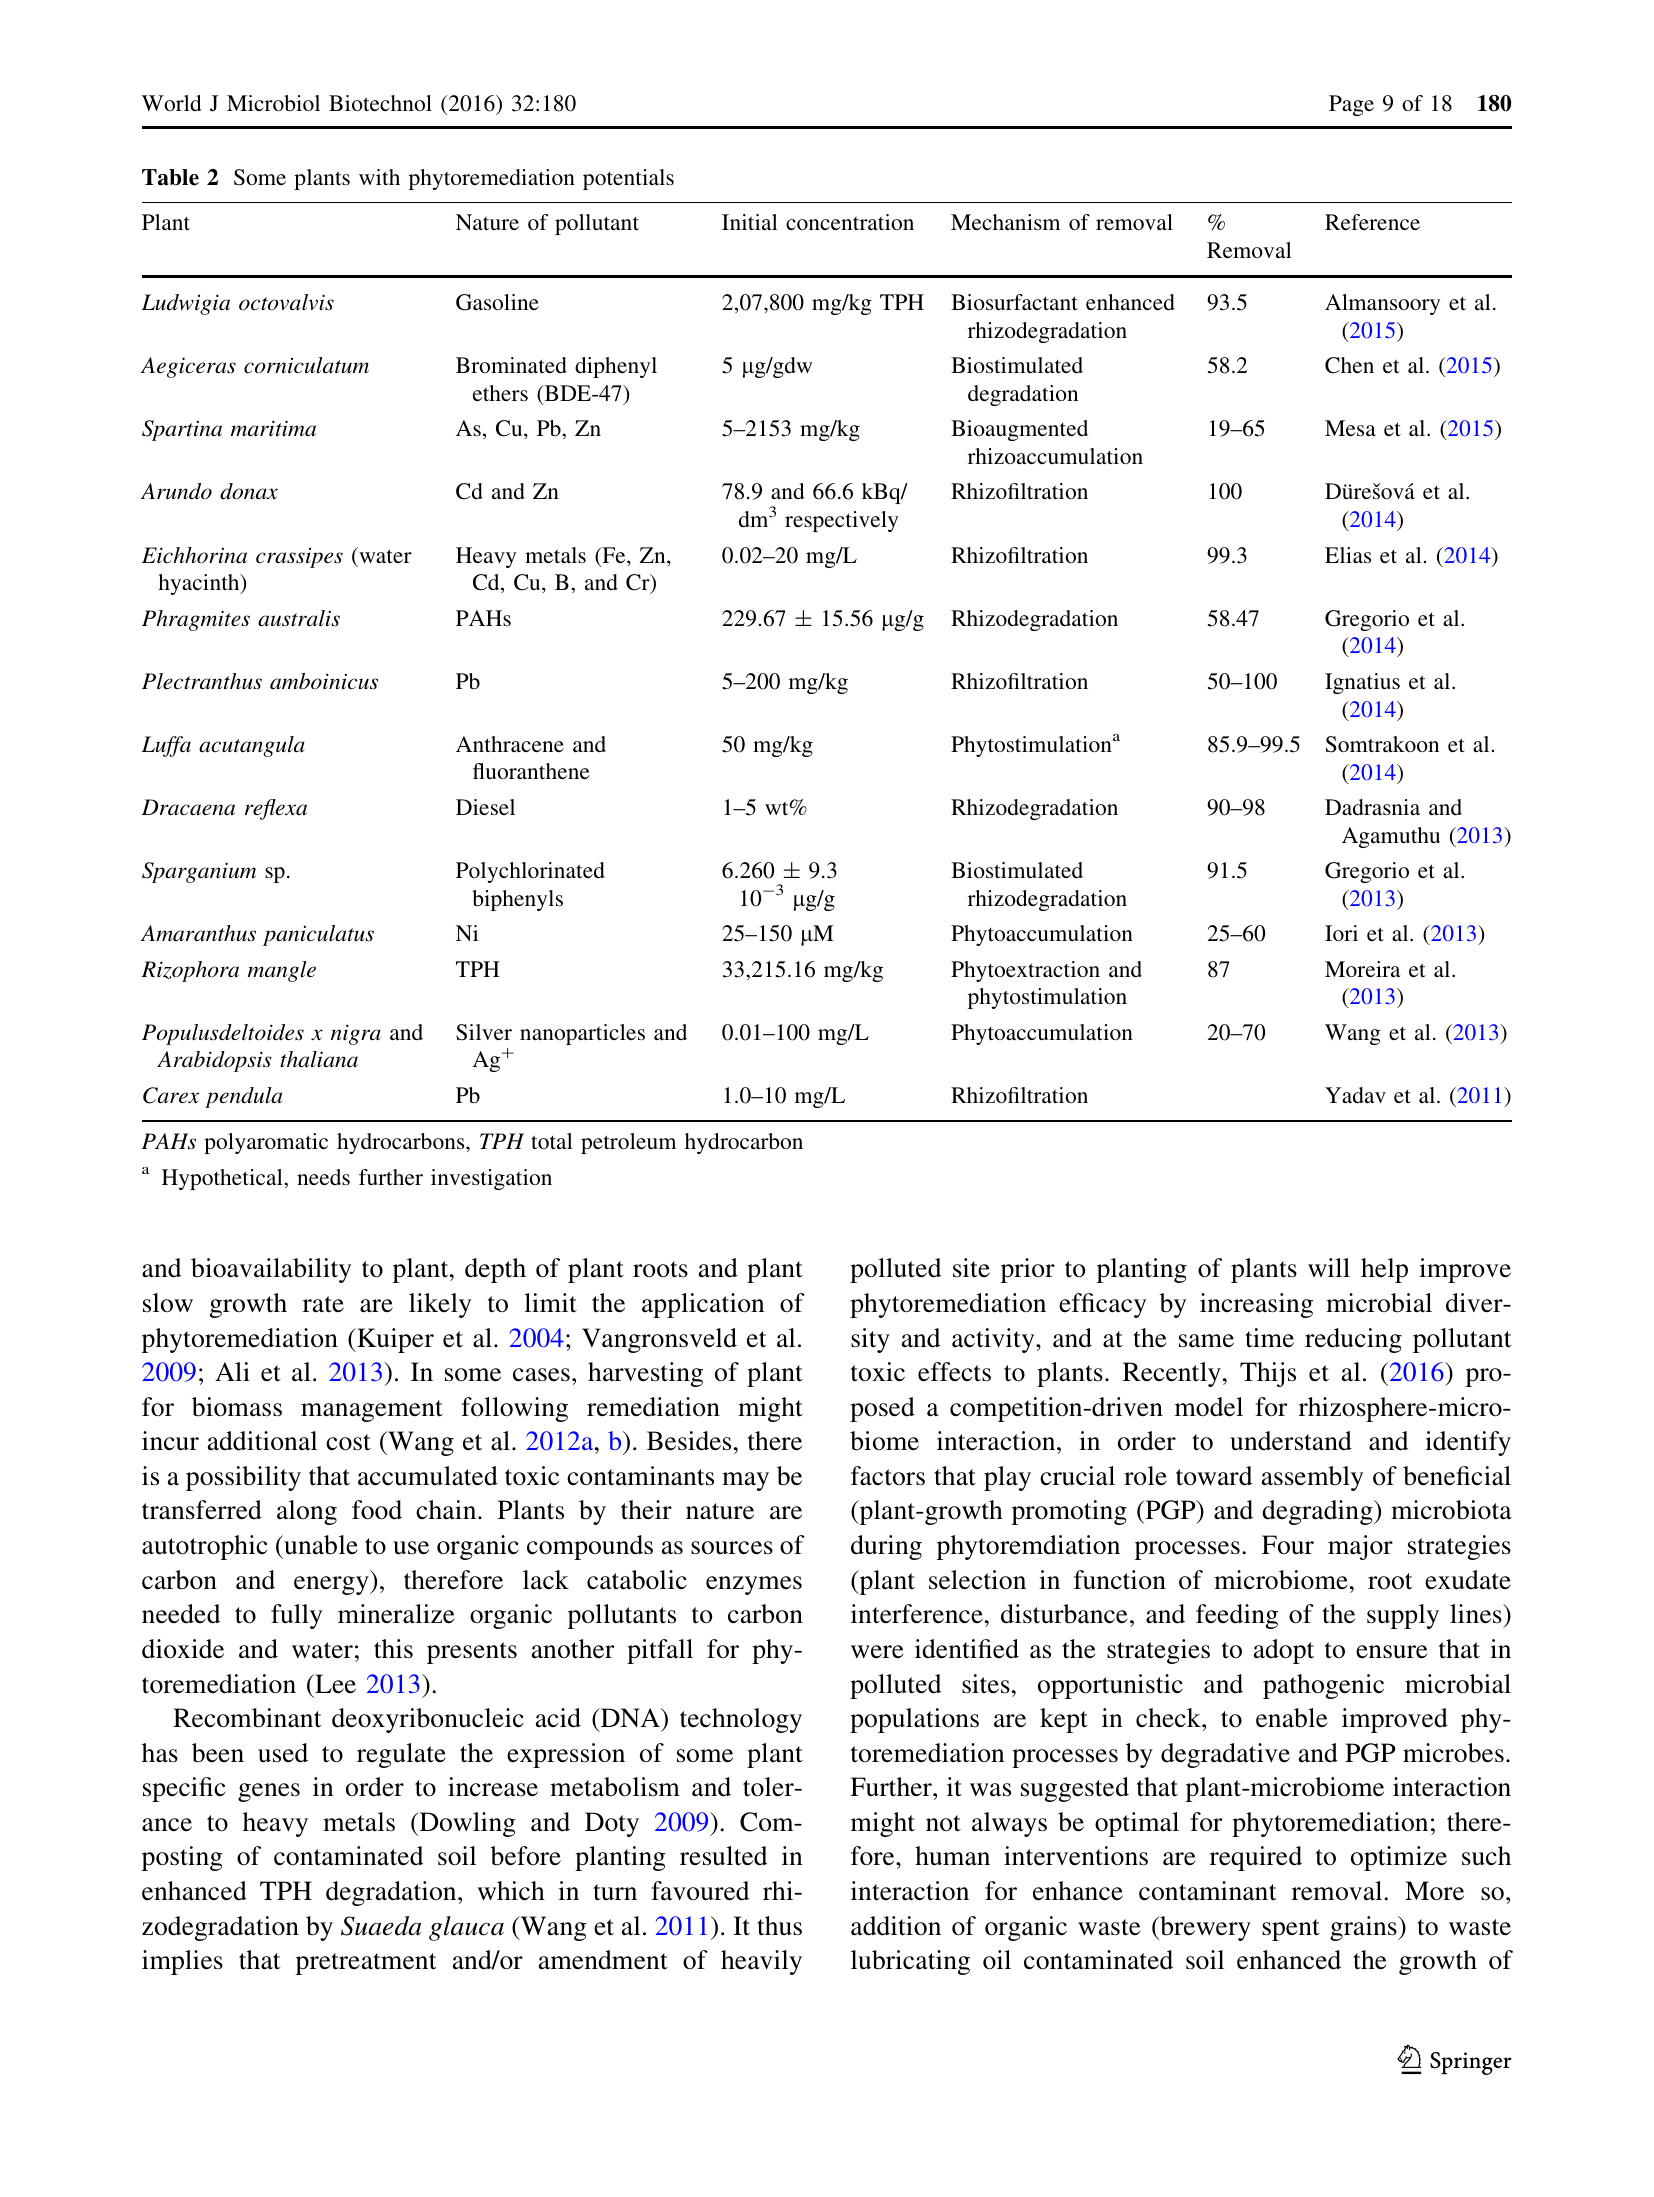 World J Microbiol Biotechnol (2016) 32:180
Page 9 of 18 180
Table 2 Some plants with phytoremediation potentials
Plant Nature of pollutant Initial concentration Mechanism of removal % Removal Reference
Ludwigia octovalvis Gasoline 2,07,800 mg/kg TPH Biosurfactant enhanced rhizodegradation 93.5 Almansoory et al. (2015)
Aegiceras corniculatum Brominated diphenyl ethers (BDE-47) 5 μg/gdw Biostimulated degradation 58.2 Chen et al. (2015)
Spartina maritima As, Cu, Pb, Zn 5–2153 mg/kg Bioaugmented rhizoaccumulation 19–65 Mesa et al. (2015)
Arundo donax Cd and Zn 78.9 and 66.6 kBq/dm³ respectively Rhizofiltration 100 Dürešová et al. (2014)
Eichhorina crassipes (water hyacinth) Heavy metals (Fe, Zn, Cd, Cu, B, and Cr) 0.02–20 mg/L Rhizofiltration 99.3 Elias et al. (2014)
Phragmites australis PAHs 229.67 ± 15.56 μg/g Rhizodegradation 58.47 Gregorio et al. (2014)
Plectranthus amboinicus Pb 5–200 mg/kg Rhizofiltration 50–100 Ignatius et al. (2014)
Luffa acutangula Anthracene and fluoranthene 50 mg/kg Phytostimulationᵃ 85.9–99.5 Somtrakoon et al. (2014)
Dracaena reflexa Diesel 1–5 wt% Rhizodegradation 90–98 Dadrasnia and Agamuthu (2013)
Sparganium sp. Polychlorinated biphenyls 6.260 ± 9.3 10⁻³ μg/g Biostimulated rhizodegradation 91.5 Gregorio et al. (2013)
Amaranthus paniculatus Ni 25–150 μM Phytoaccumulation 25–60 Iori et al. (2013)
Rizophora mangle TPH 33,215.16 mg/kg Phytoextraction and phytostimulation 87 Moreira et al. (2013)
Populusdeltoides x nigra and Arabidopsis thaliana Silver nanoparticles and Ag⁺ 0.01–100 mg/L Phytoaccumulation 20–70 Wang et al. (2013)
Carex pendula Pb 1.0–10 mg/L Rhizofiltration Yadav et al. (2011)
PAHs polyaromatic hydrocarbons, TPH total petroleum hydrocarbon
ᵃ Hypothetical, needs further investigation
and bioavailability to plant, depth of plant roots and plant
slow growth rate are likely to limit the application of
phytoremediation (Kuiper et al. 2004; Vangronsveld et al.
2009; Ali et al. 2013). In some cases, harvesting of plant
for biomass management following remediation might
incur additional cost (Wang et al. 2012a, b). Besides, there
is a possibility that accumulated toxic contaminants may be
transferred along food chain. Plants by their nature are
autotrophic (unable to use organic compounds as sources of
carbon and energy), therefore lack catabolic enzymes
needed to fully mineralize organic pollutants to carbon
dioxide and water; this presents another pitfall for phy-
toremediation (Lee 2013).
Recombinant deoxyribonucleic acid (DNA) technology
has been used to regulate the expression of some plant
specific genes in order to increase metabolism and toler-
ance to heavy metals (Dowling and Doty 2009). Com-
posting of contaminated soil before planting resulted in
enhanced TPH degradation, which in turn favoured rhi-
zodegradation by Suaeda glauca (Wang et al. 2011). It thus
implies that pretreatment and/or amendment of heavily
polluted site prior to planting of plants will help improve
phytoremediation efficacy by increasing microbial diver-
sity and activity, and at the same time reducing pollutant
toxic effects to plants. Recently, Thijs et al. (2016) pro-
posed a competition-driven model for rhizosphere-micro-
biome interaction, in order to understand and identify
factors that play crucial role toward assembly of beneficial
(plant-growth promoting (PGP) and degrading) microbiota
during phytoremdiation processes. Four major strategies
(plant selection in function of microbiome, root exudate
interference, disturbance, and feeding of the supply lines)
were identified as the strategies to adopt to ensure that in
polluted sites, opportunistic and pathogenic microbial
populations are kept in check, to enable improved phy-
toremediation processes by degradative and PGP microbes.
Further, it was suggested that plant-microbiome interaction
might not always be optimal for phytoremediation; there-
fore, human interventions are required to optimize such
interaction for enhance contaminant removal. More so,
addition of organic waste (brewery spent grains) to waste
lubricating oil contaminated soil enhanced the growth of
Springer